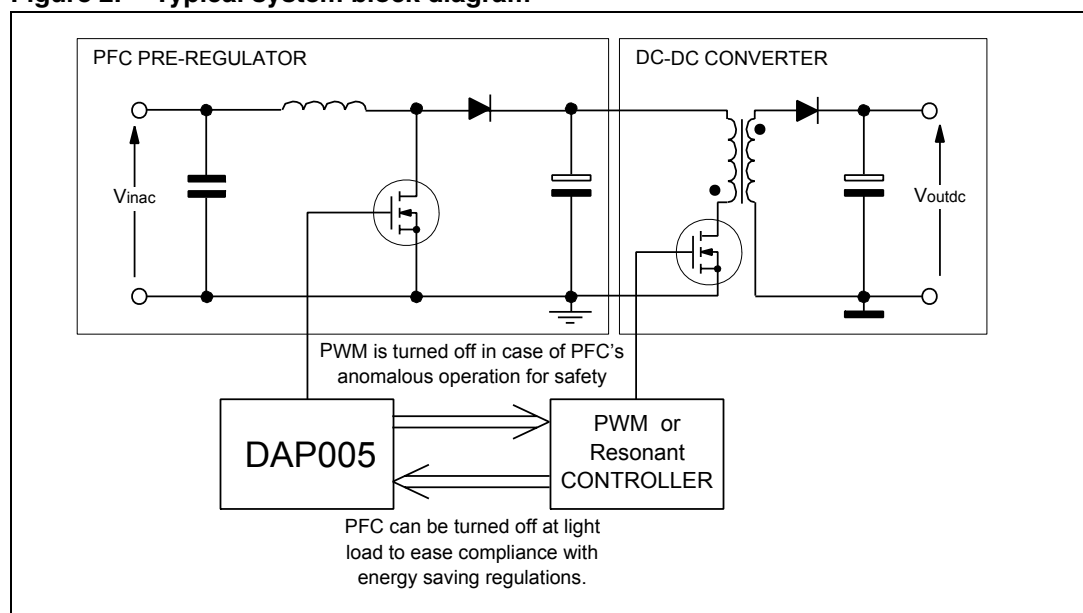 Figure 2. Typical system block diagram
PFC PRE-REGULATOR
DC-DC CONVERTER
Vinac
Voutdc
PWM is turned off in case of PFC's
anomalous operation for safety
DAP005
PWM or
Resonant
CONTROLLER
PFC can be turned off at light
load to ease compliance with
energy saving regulations.